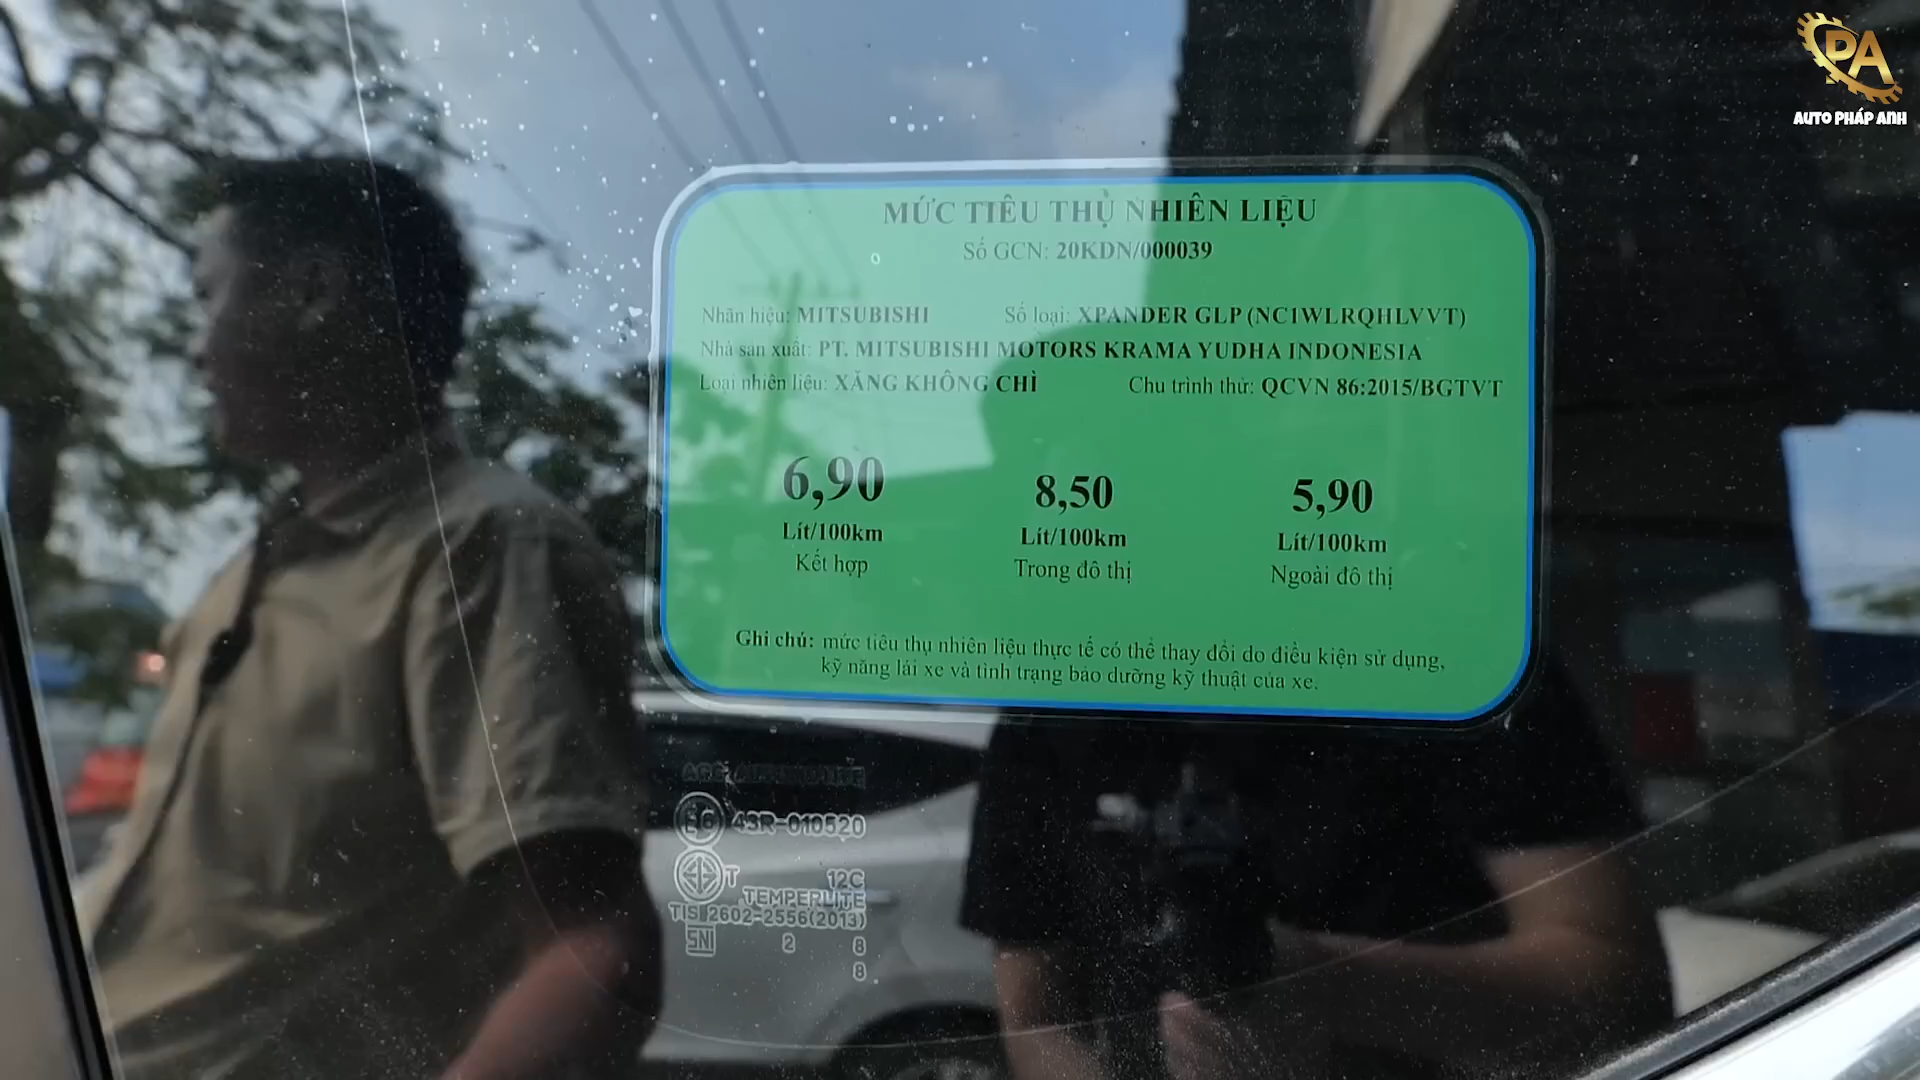 PA
AUTO PHÁP ANH
MỨC TIÊU THỤ NHIÊN LIỆU
Số GCN: 20KDN/000039
Nhãn hiệu: MITSUBISHI Số loại: XPANDER GLP (NC1WLRQHLVVT)
Nhà sản xuất: PT. MITSUBISHI MOTORS KRAMA YUDHA INDONESIA
Loại nhiên liệu: XĂNG KHÔNG CHÌ Chu trình thử: QCVN 86:2015/BGTVT
6,90 8,50 5,90
Lít/100km Lít/100km Lít/100km
Kết hợp Trong đô thị Ngoài đô thị
Ghi chú: mức tiêu thụ nhiên liệu thực tế có thể thay đổi do điều kiện sử dụng,
kỹ năng lái xe và tình trạng bảo dưỡng kỹ thuật của xe.
AGC AUTOMOTIVE
E6 43R-010520
T 12C
TEMPERLITE
TIS 2602-2556(2013)
SNI 2 8
8